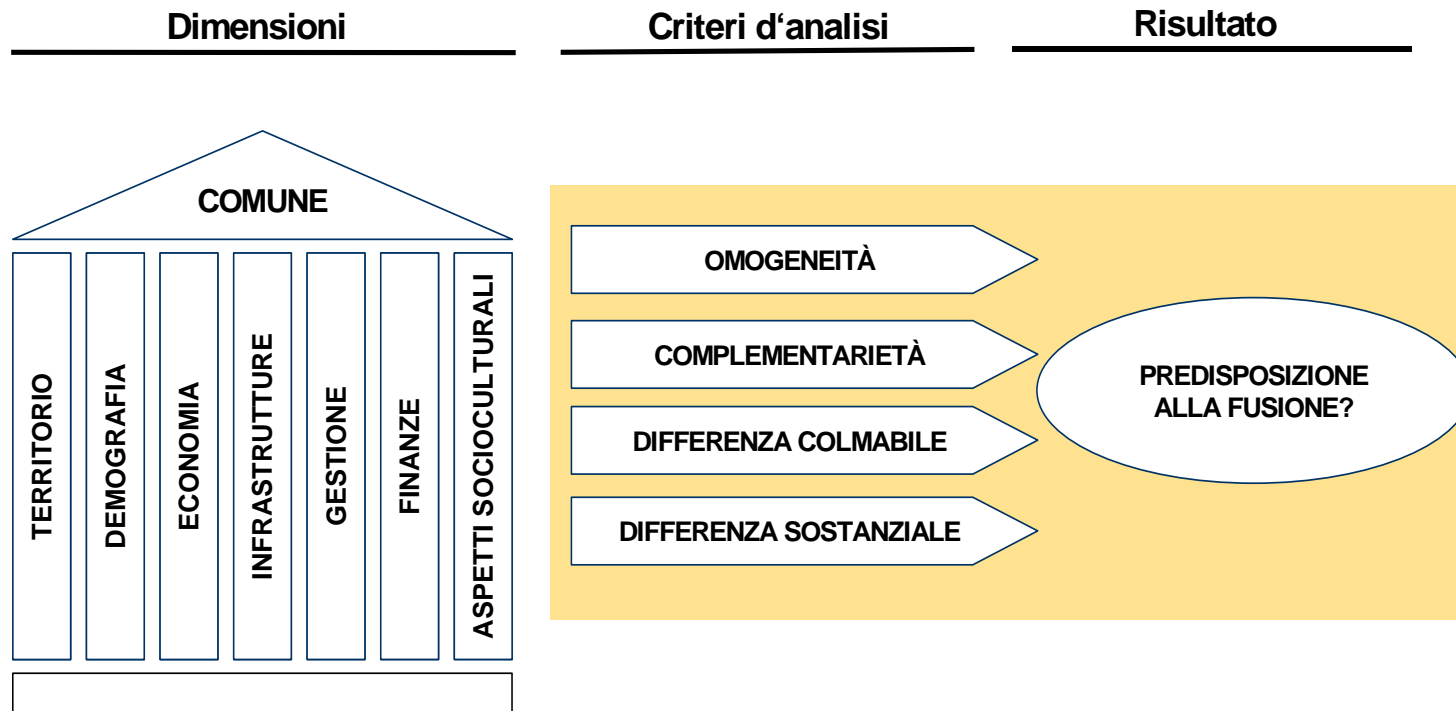 Dimensioni
Criteri d‘analisi
Risultato
COMUNE
TERRITORIO
DEMOGRAFIA
ECONOMIA
INFRASTRUTTURE
GESTIONE
FINANZE
ASPETTI SOCIOCULTURALI
OMOGENEITÀ
COMPLEMENTARIETÀ
DIFFERENZA COLMABILE
DIFFERENZA SOSTANZIALE
PREDISPOSIZIONE
ALLA FUSIONE?